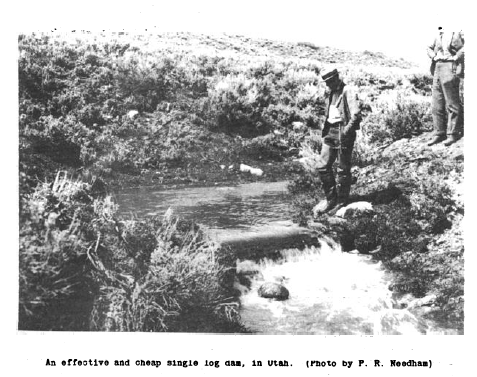 An effective and cheap single log dam, in Utah. (Photo by P. R. Needham)